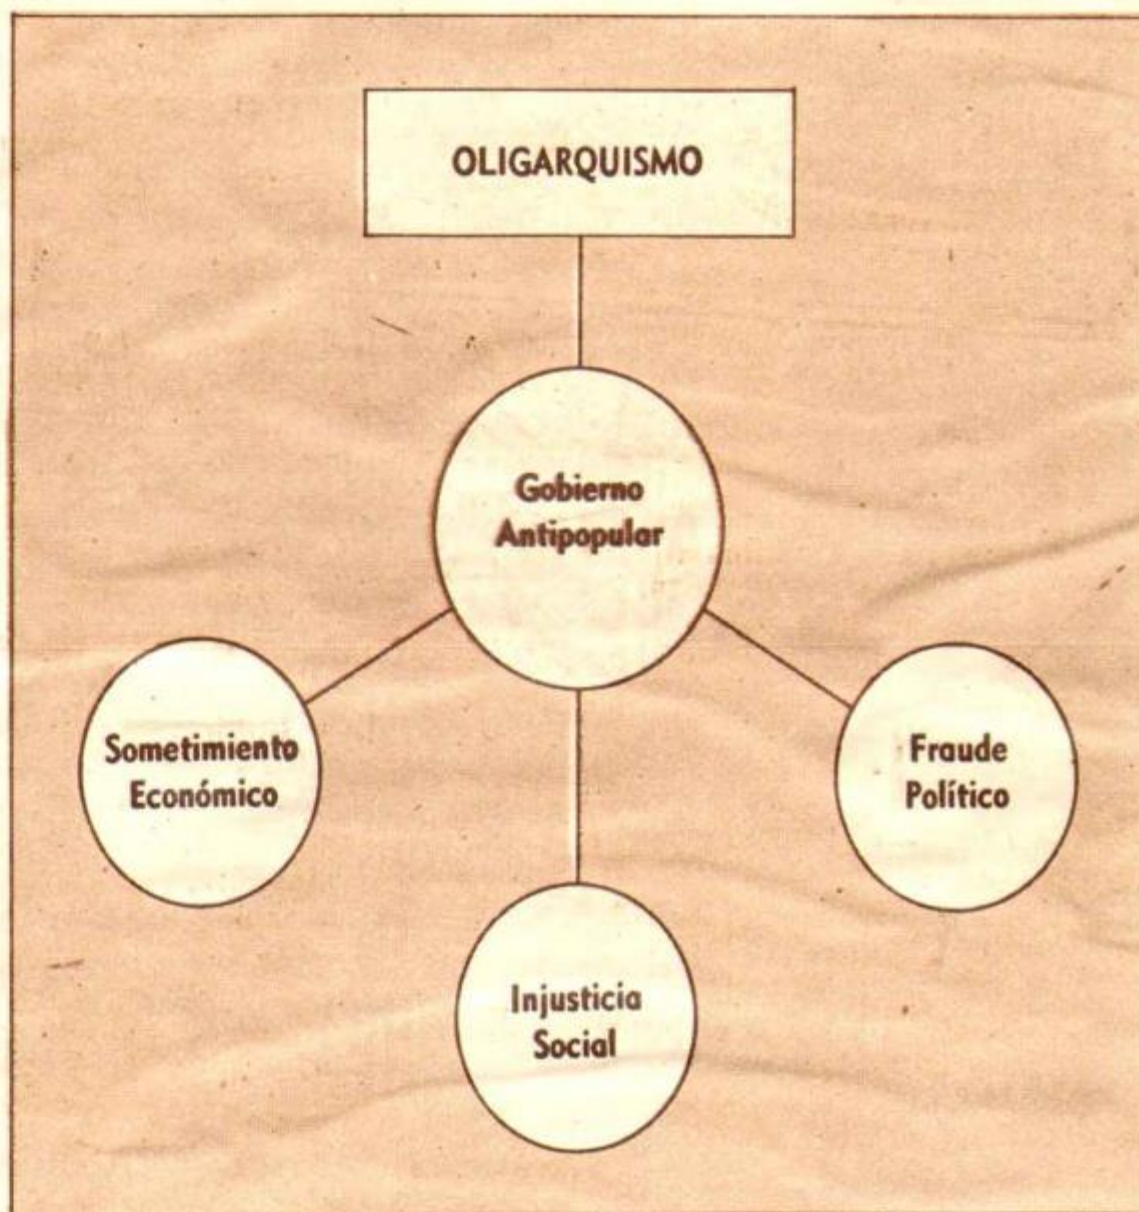 OLIGARQUISMO
Gobierno
Antipopular
Sometimiento
Económico
Fraude
Político
Injusticia
Social